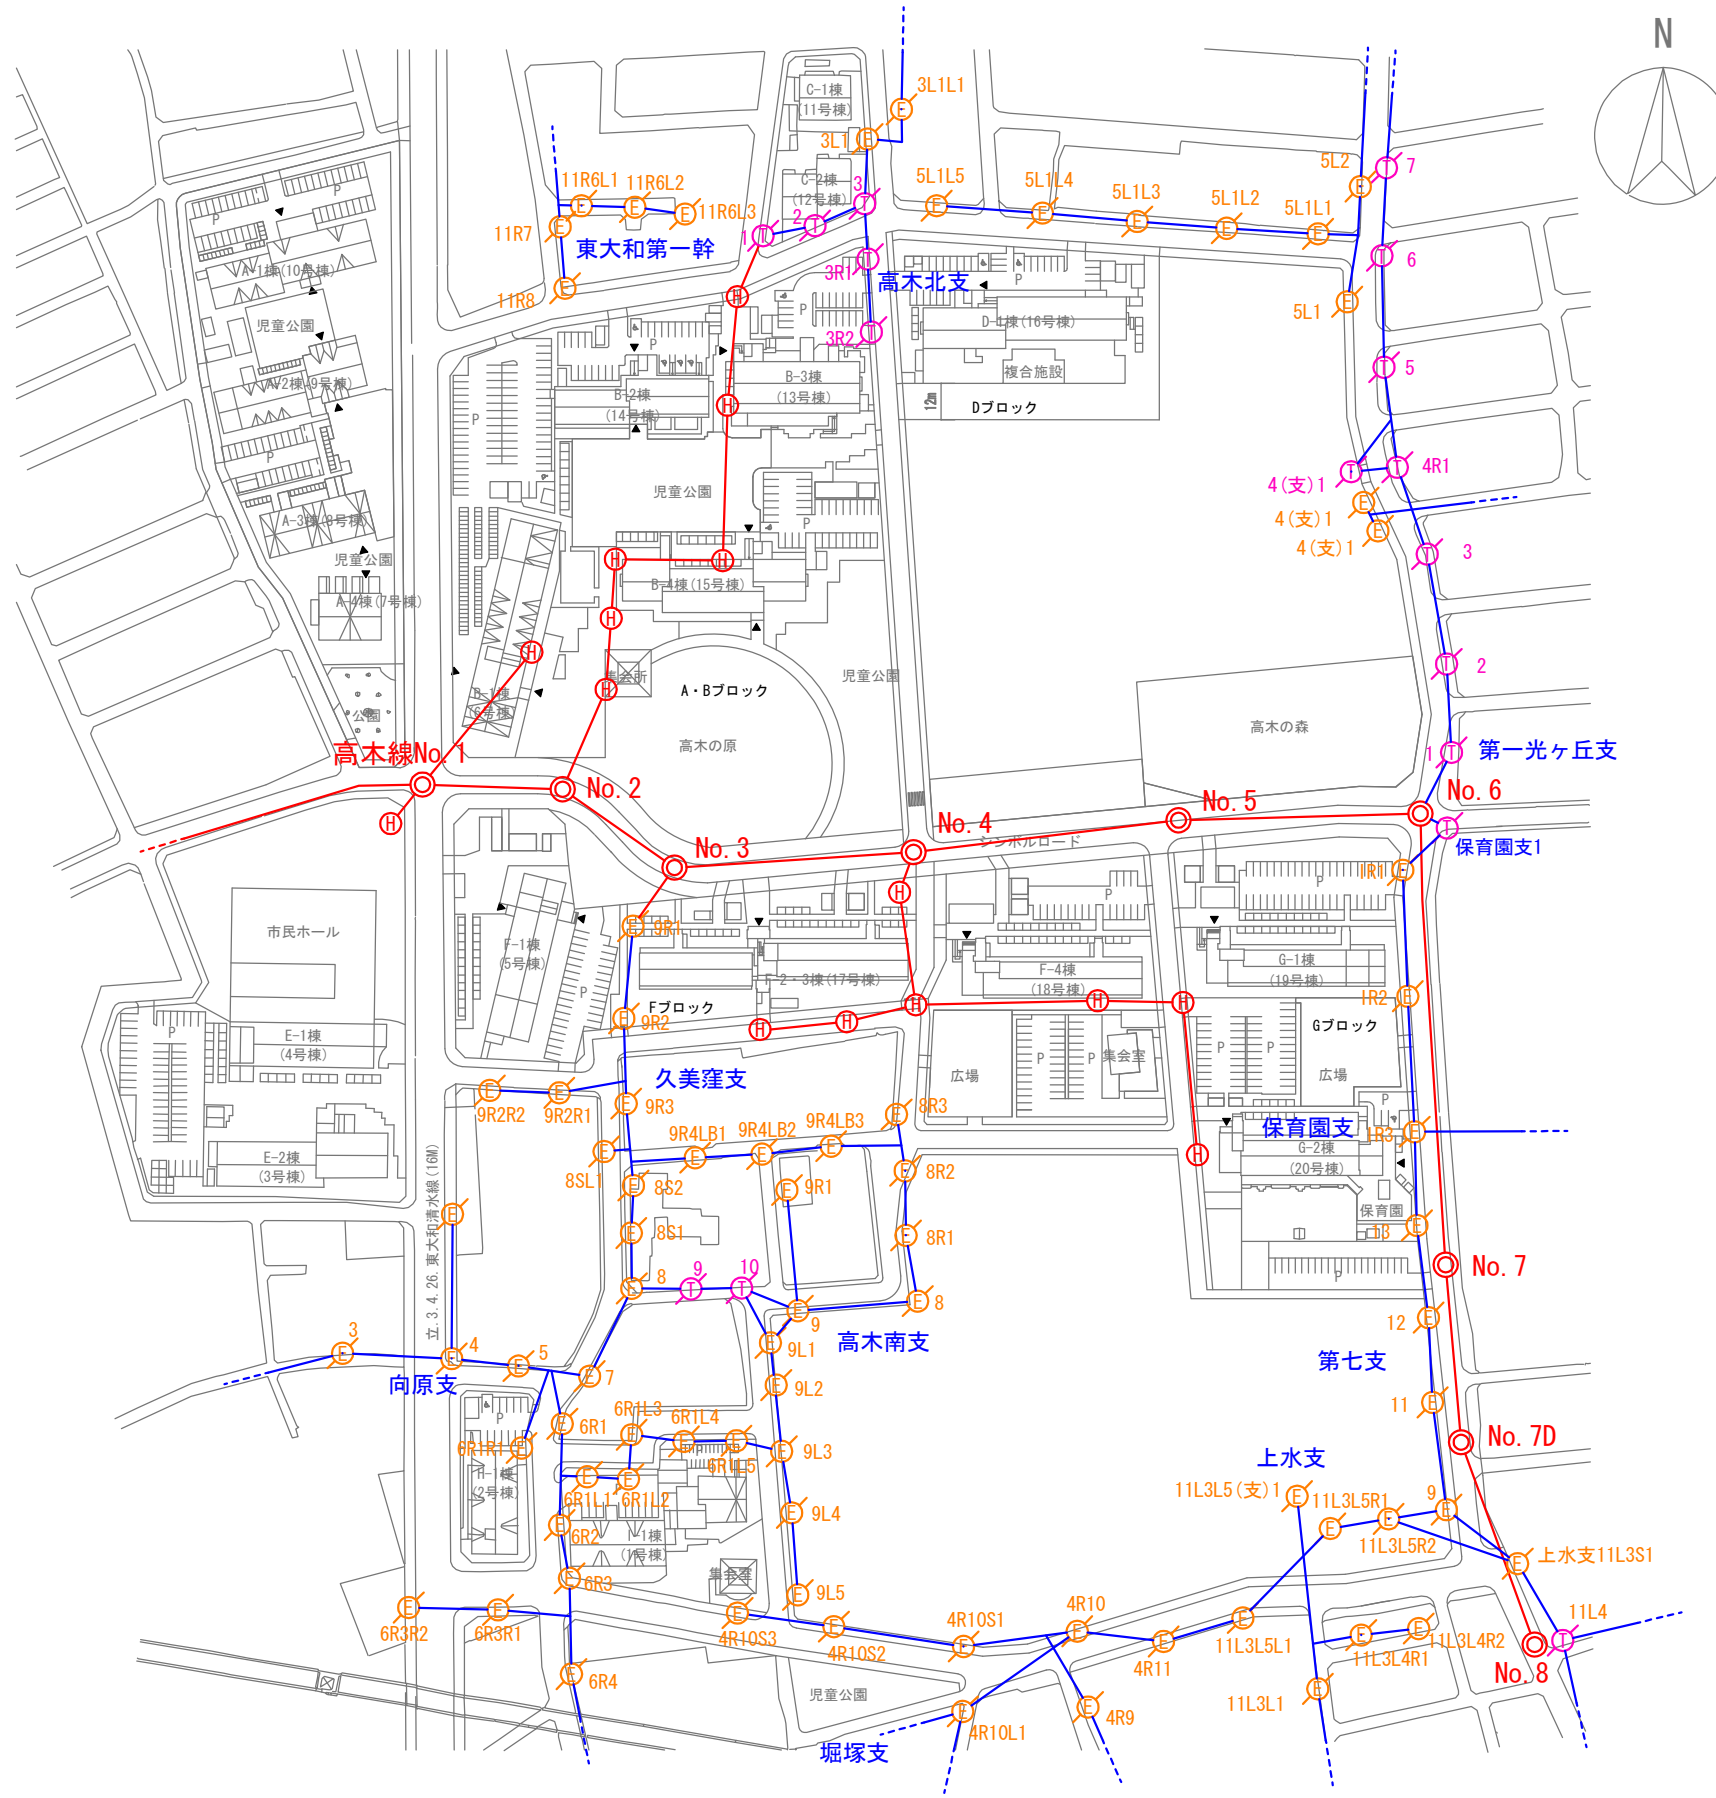 N
C-1棟
(11号棟)
3L1L1
3L1
C-2棟
(12号棟)
3
2
1
11R6L1
11R6L2
11R6L3
11R7
東大和第一幹
11R8
3R1
高木北支
3R2
5L1L5
5L1L4
5L1L3
5L1L2
5L1L1
5L2
7
6
5L1
5
P
P
A-1棟(10号棟)
児童公園
A-2棟(9号棟)
P
A-3棟(8号棟)
児童公園
A-4棟(7号棟)
公園
P
P
P
P
D-1棟(16号棟)
複合施設
12m
Dブロック
B-2棟
(14号棟)
B-3棟
(13号棟)
児童公園
P
B-4棟(15号棟)
4R1
4(支)1
4(支)1
4(支)1
3
2
1
第一光ヶ丘支
集会所
A・Bブロック
児童公園
高木の原
高木の森
B-1棟
(6号棟)
高木線No.1
No.2
No.3
No.4
No.5
No.6
シンボルロード
保育園支1
1R1
市民ホール
F-1棟
(5号棟)
P
9R1
F-2・3棟(17号棟)
F-4棟
(18号棟)
P
P
G-1棟
(19号棟)
1R2
Fブロック
9R2
Gブロック
P
E-1棟
(4号棟)
E-2棟
(3号棟)
立.3.4.26.東大和清水線(16M)
久美窪支
9R2R2
9R2R1
9R3
9R4LB1
9R4LB2
9R4LB3
8R3
広場
P
P
集会室
P
P
広場
P
保育園支
1R3
G-2棟
(20号棟)
保育園
8SL1
8S2
9R1
8R2
8S1
8R1
13
8
9
10
9
8
No.7
12
高木南支
第七支
3
4
5
向原支
7
9L1
9L2
11
P
6R1
6R1L3
6R1L4
6R1R1
P
6R1L5
9L3
No.7D
H-1棟
(2号棟)
6R1L1
P
6R1L2
上水支
11L3L5(支)1
11L3L5R1
9
9L4
6R2
I-1棟
(1号棟)
11L3L5R2
上水支11L3S1
集会室
6R3
9L5
6R3R2
6R3R1
4R10S3
4R10S2
4R10S1
4R10
4R11
11L3L5L1
11L3L4R1
11L3L4R2
11L4
No.8
6R4
児童公園
4R10L1
4R9
11L3L1
堀塚支